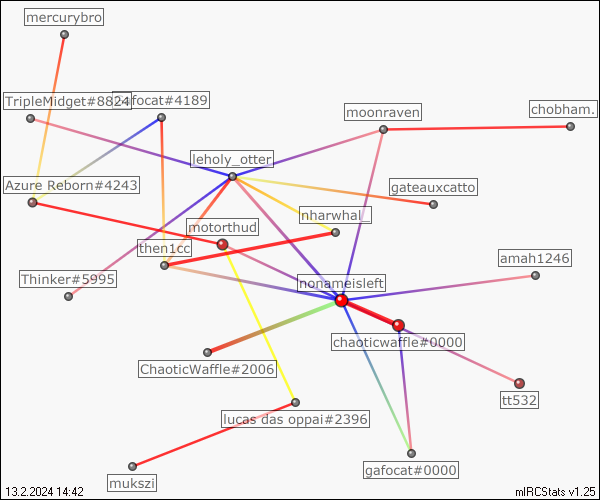 mercurybro
TripleMidget#8824
Gafocat#4189
moonraven
chobham.
leholy_otter
Azure Reborn#4243
gateauxcatto
nharwhal_
motorthud
then1cc
amah1246
Thinker#5995
nonameisleft
chaoticwaffle#0000
ChaoticWaffle#2006
tt532
lucas das oppai#2396
gafocat#0000
mukszi
13.2.2024 14:42
mIRCStats v1.25